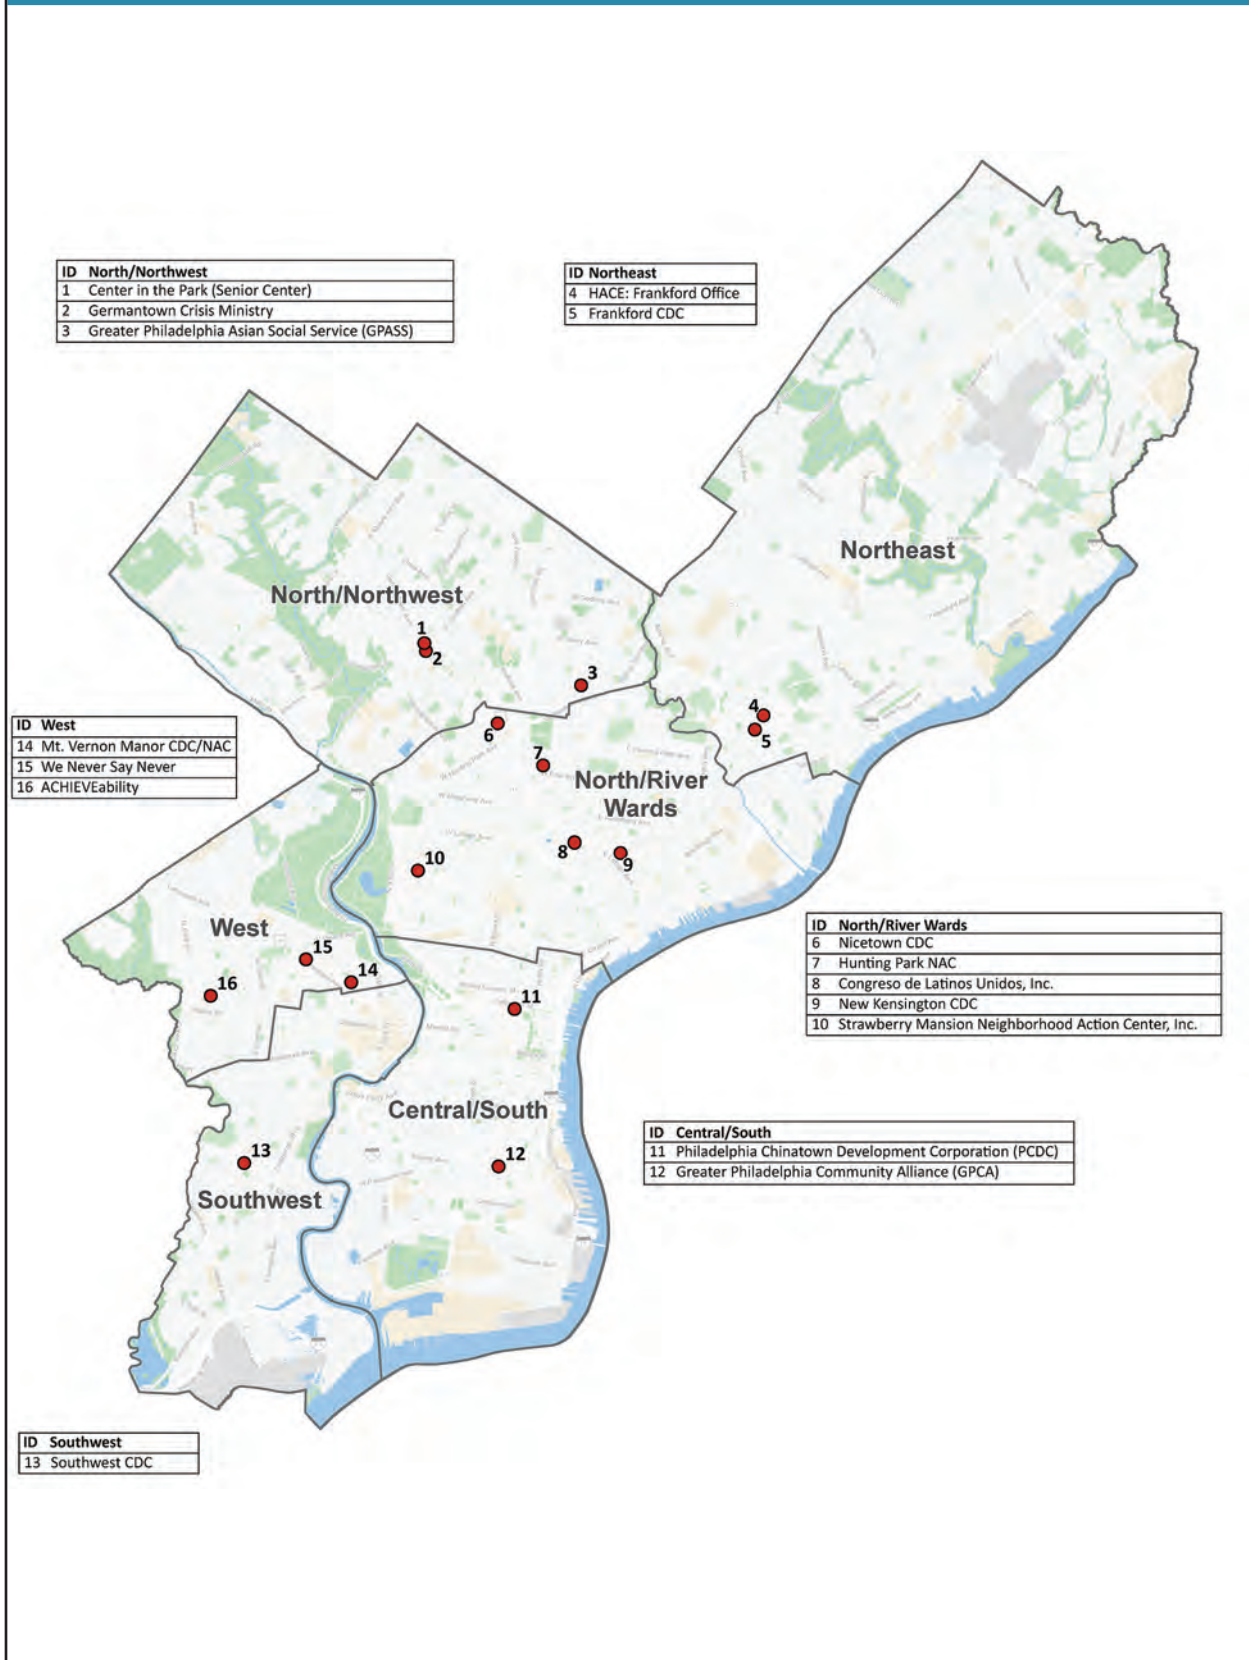 ID North/Northwest
1 Center in the Park (Senior Center)
2 Germantown Crisis Ministry
3 Greater Philadelphia Asian Social Service (GPASS)
ID Northeast
4 HACE: Frankford Office
5 Frankford CDC
Northeast
North/Northwest
1
2
3
4
5
ID West
14 Mt. Vernon Manor CDC/NAC
15 We Never Say Never
16 ACHIEVEability
6
7
North/River
Wards
8
9
10
West
15
14
16
11
ID North/River Wards
6 Nicetown CDC
7 Hunting Park NAC
8 Congreso de Latinos Unidos, Inc.
9 New Kensington CDC
10 Strawberry Mansion Neighborhood Action Center, Inc.
Central/South
ID Central/South
11 Philadelphia Chinatown Development Corporation (PCDC)
12 Greater Philadelphia Community Alliance (GPCA)
13
12
Southwest
ID Southwest
13 Southwest CDC